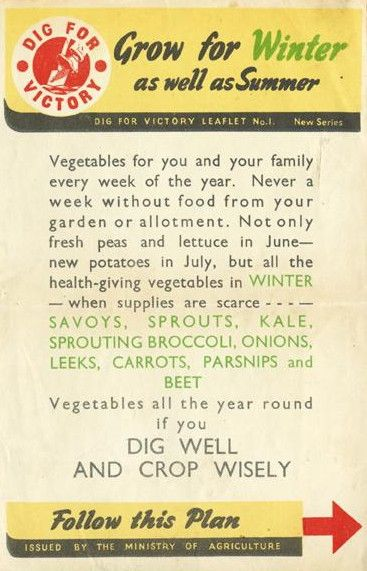 DIG FOR VICTORY
Grow for Winter
as well as Summer
DIG FOR VICTORY LEAFLET No.1. New Series
Vegetables for you and your family
every week of the year. Never a
week without food from your
garden or allotment. Not only
fresh peas and lettuce in June—
new potatoes in July, but all the
health-giving vegetables in WINTER
— when supplies are scarce - - - —
SAVOYS, SPROUTS, KALE,
SPROUTING BROCCOLI, ONIONS,
LEEKS, CARROTS, PARSNIPS and
BEET
Vegetables all the year round
if you
DIG WELL
AND CROP WISELY
Follow this Plan
ISSUED BY THE MINISTRY OF AGRICULTURE